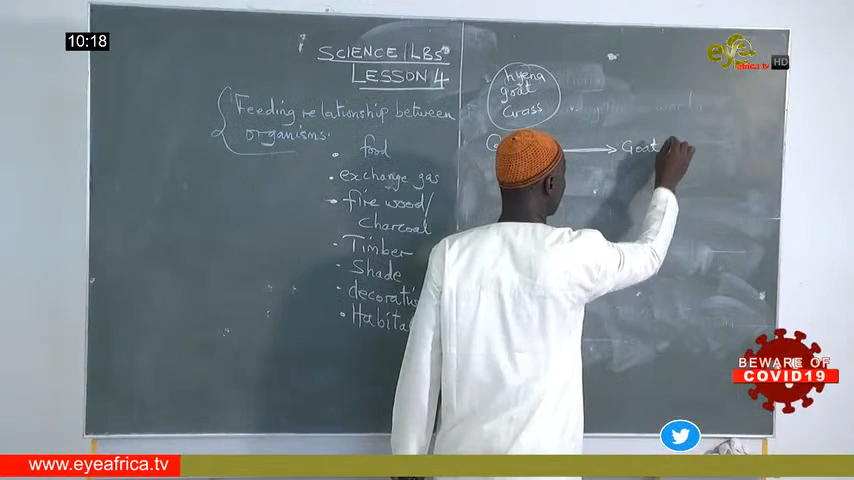 10:18
SCIENCE/LBs
LESSON 4
Feeding relationship between
organisms.
• food
• exchange gas
• fire wood/
Charcoal
• Timber
• Shade
• decorati
• Habita
hyena
goat
Grass
Goat
eye
africa.tv HD
BEWARE OF
COVID19
www.eyeafrica.tv